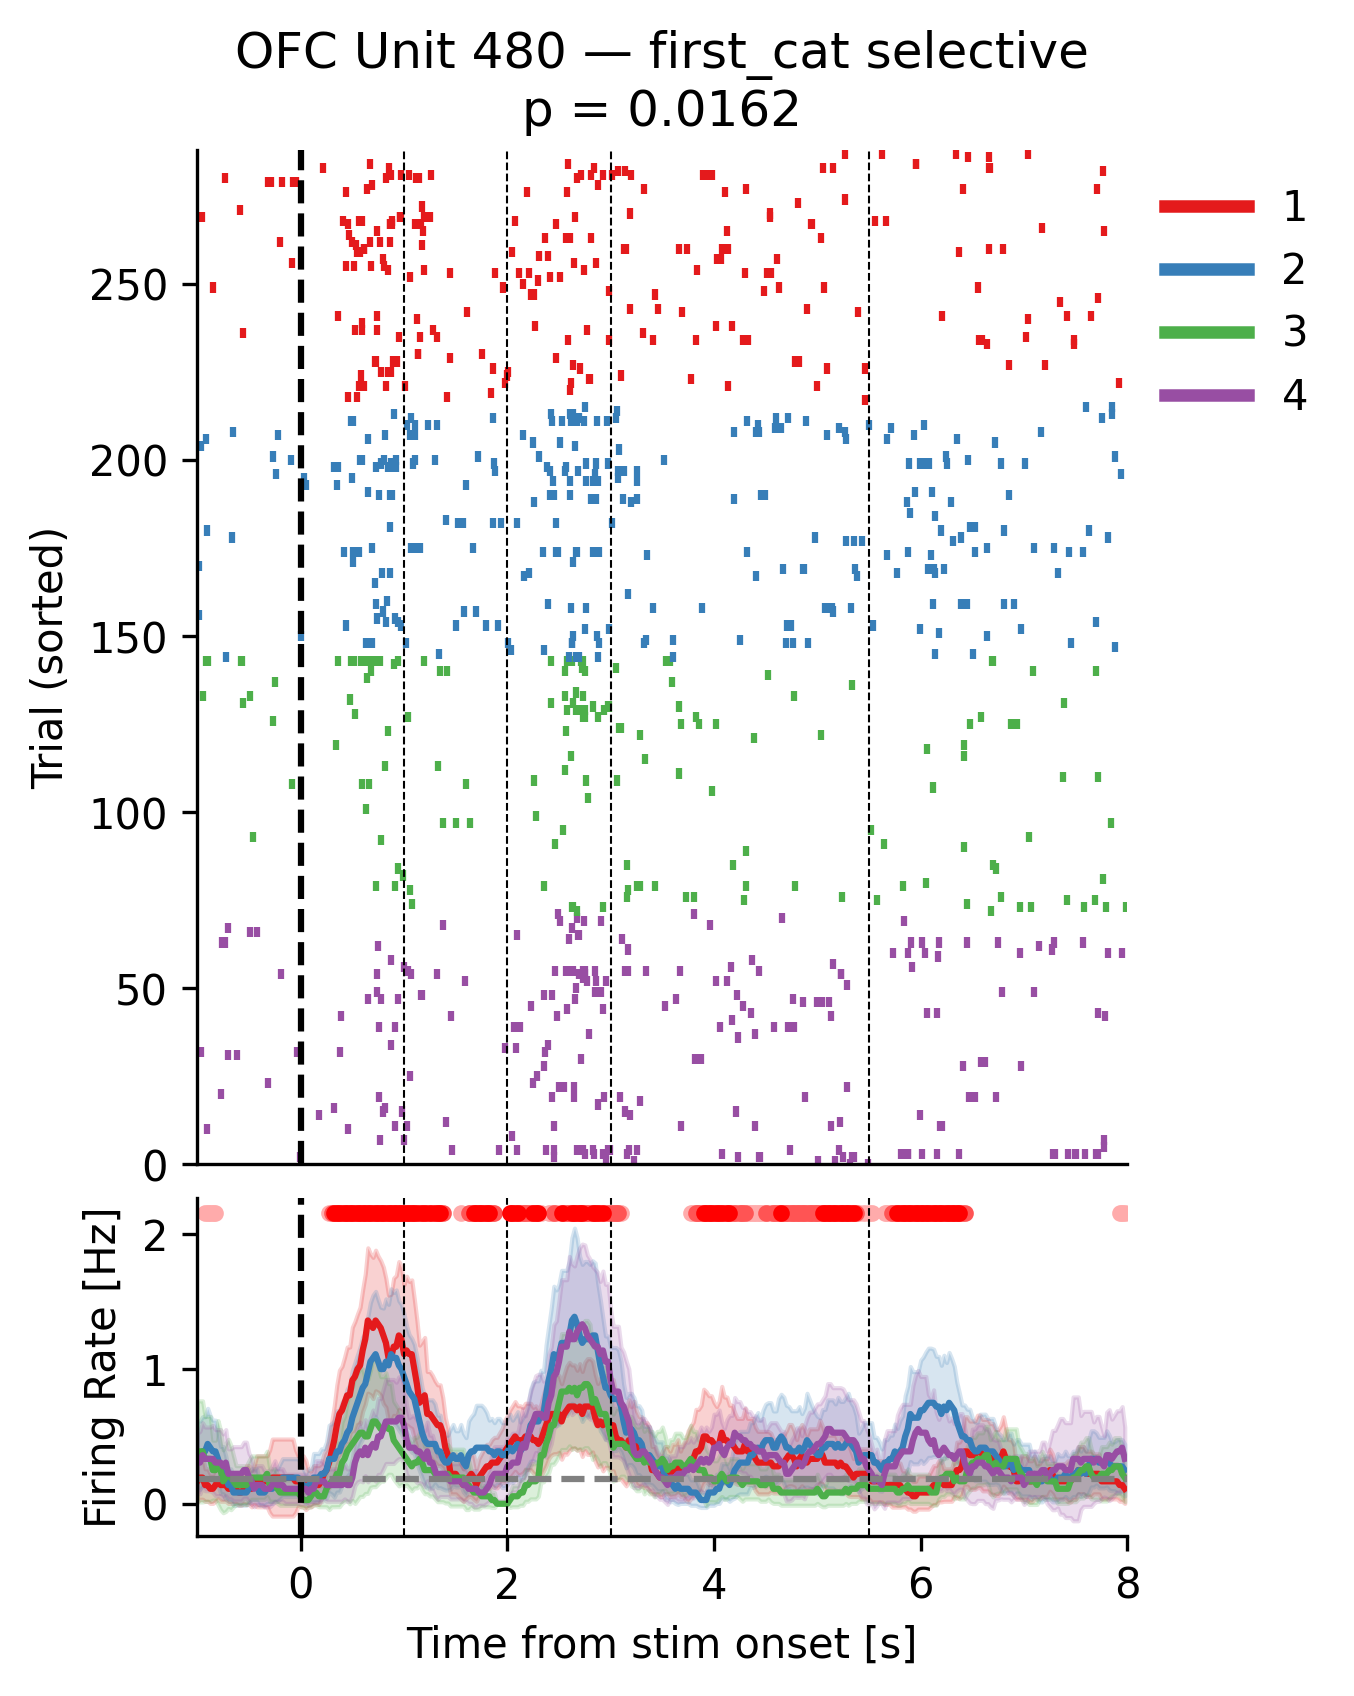 OFC Unit 480 — first_cat selective
p = 0.0162
1
2
3
4
250
200
150
100
50
0
Trial (sorted)
2
1
0
Firing Rate [Hz]
0 2 4 6 8
Time from stim onset [s]